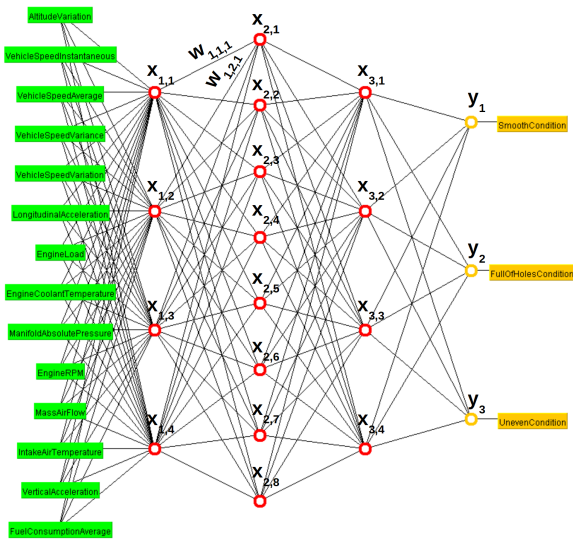 AltitudeVariation
VehicleSpeedInstantaneous
VehicleSpeedAverage
VehicleSpeedVariance
VehicleSpeedVariation
LongitudinalAcceleration
EngineLoad
EngineCoolantTemperature
ManifoldAbsolutePressure
EngineRPM
MassAirFlow
IntakeAirTemperature
VerticalAcceleration
FuelConsumptionAverage
x1,1
x1,2
x1,3
x1,4
w1,1,1
w1,2,1
x2,1
x2,2
x2,3
x2,4
x2,5
x2,6
x2,7
x2,8
x3,1
x3,2
x3,3
x3,4
y1
y2
y3
SmoothCondition
FullOfHolesCondition
UnevenCondition